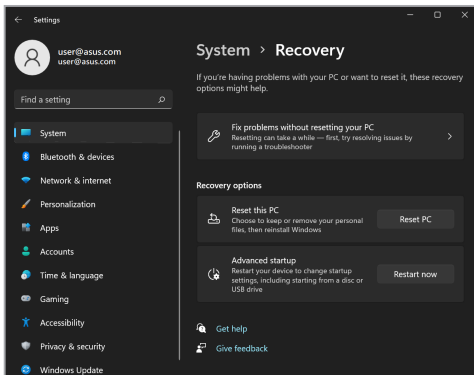 Settings
user@asus.com
user@asus.com
Find a setting
System
Bluetooth & devices
Network & internet
Personalization
Apps
Accounts
Time & language
Gaming
Accessibility
Privacy & security
Windows Update
System > Recovery
If you're having problems with your PC or want to reset it, these recovery
options might help.
Fix problems without resetting your PC
Resetting can take a while — first, try resolving issues by
running a troubleshooter
Recovery options
Reset this PC
Choose to keep or remove your personal
files, then reinstall Windows
Reset PC
Advanced startup
Restart your device to change startup
settings, including starting from a disc or
USB drive
Restart now
Get help
Give feedback